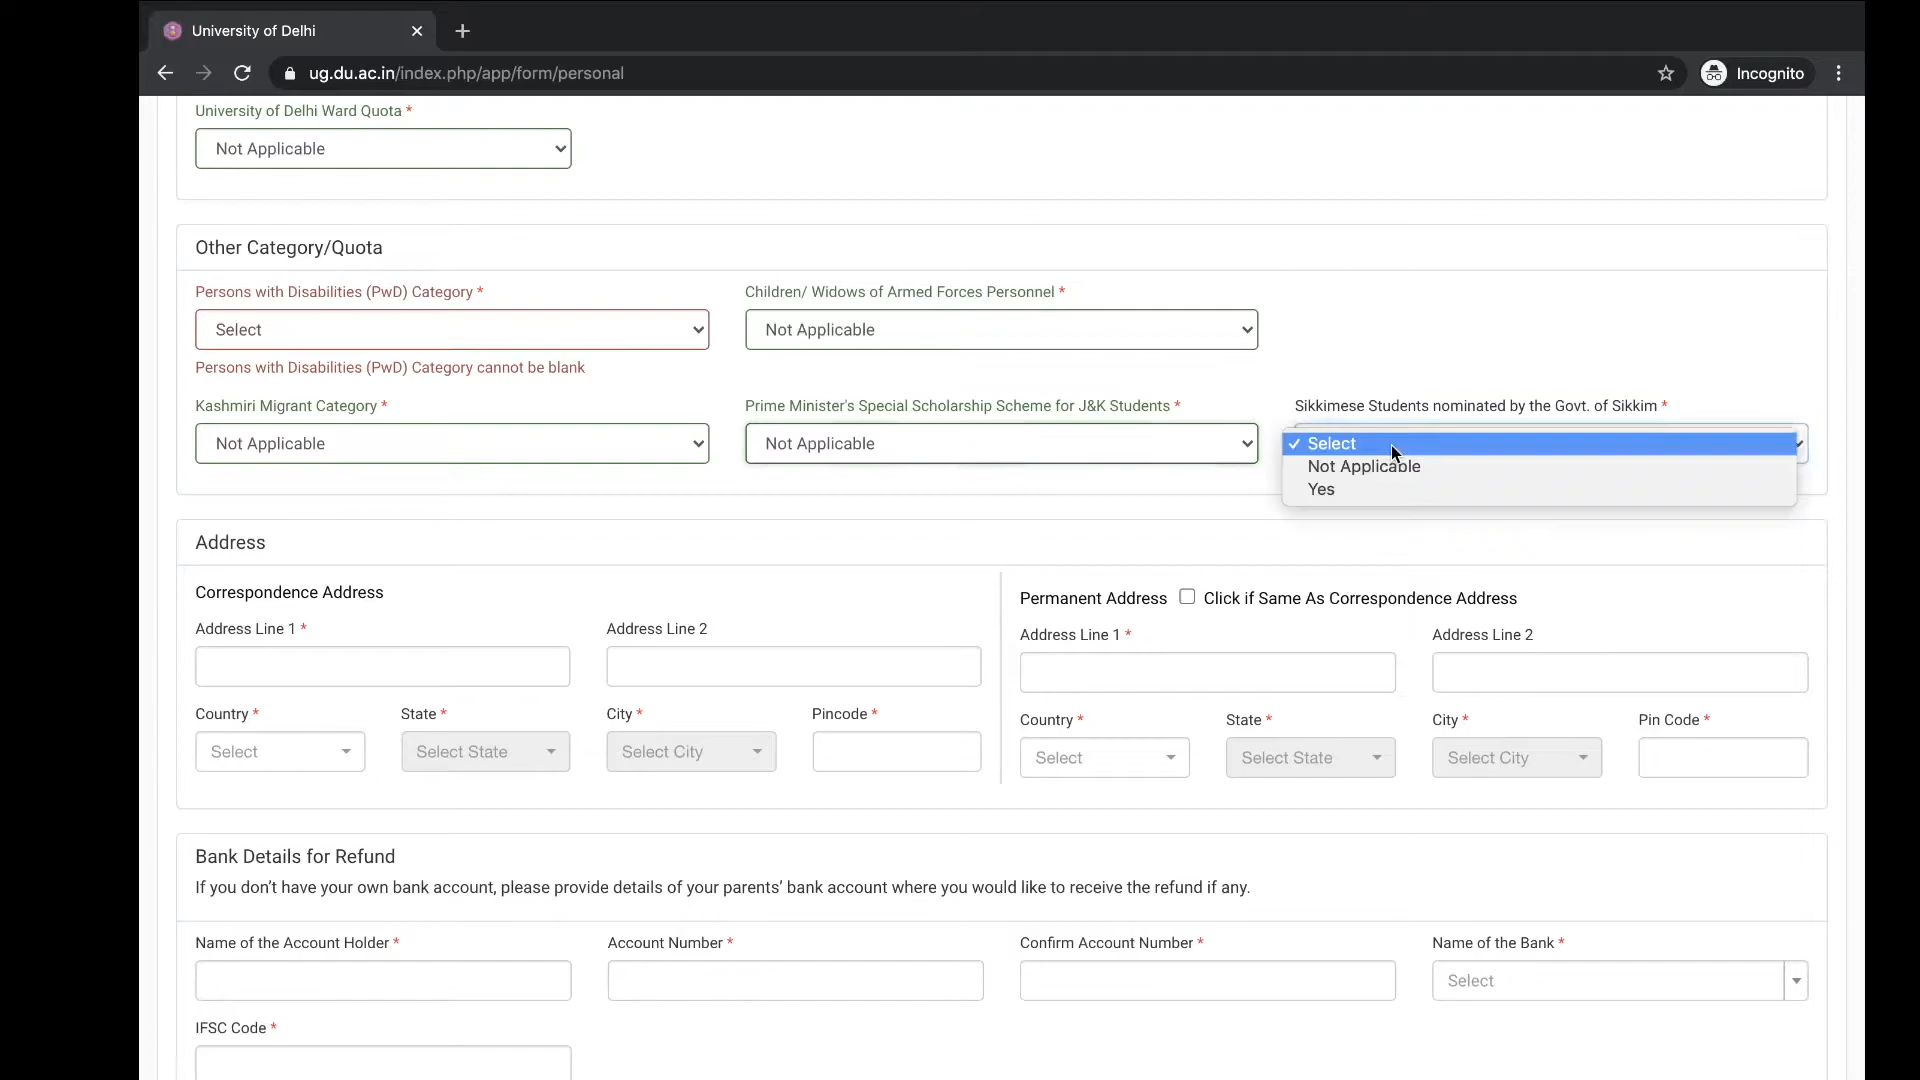 University of Delhi
ug.du.ac.in/index.php/app/form/personal
Incognito
University of Delhi Ward Quota *
Not Applicable
Other Category/Quota
Persons with Disabilities (PwD) Category *
Children/ Widows of Armed Forces Personnel *
Select
Not Applicable
Persons with Disabilities (PwD) Category cannot be blank
Kashmiri Migrant Category *
Prime Minister's Special Scholarship Scheme for J&K Students *
Sikkimese Students nominated by the Govt. of Sikkim *
Not Applicable
Not Applicable
✓ Select
Not Applicable
Yes
Address
Correspondence Address
Permanent Address
Click if Same As Correspondence Address
Address Line 1 *
Address Line 2
Address Line 1 *
Address Line 2
Country *
State *
City *
Pincode *
Country *
State *
City *
Pin Code *
Select
Select State
Select City
Select
Select State
Select City
Bank Details for Refund
If you don’t have your own bank account, please provide details of your parents’ bank account where you would like to receive the refund if any.
Name of the Account Holder *
Account Number *
Confirm Account Number *
Name of the Bank *
Select
IFSC Code *